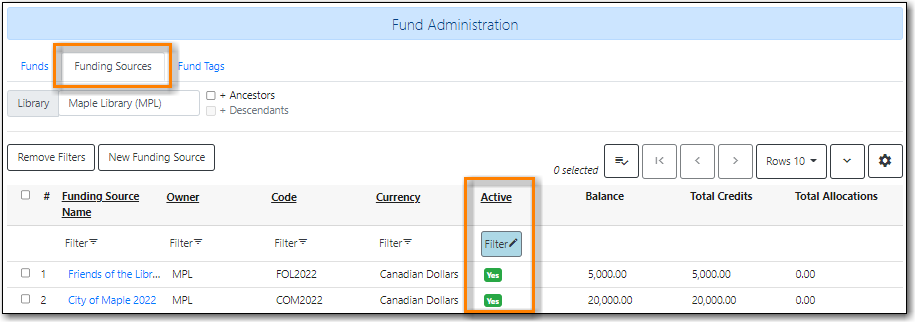 Fund Administration
Funds Funding Sources Fund Tags
Library Maple Library (MPL) + Ancestors
+ Descendants
Remove Filters New Funding Source 0 selected Rows 10
# Funding Source Name Owner Code Currency Active Balance Total Credits Total Allocations
Filter Filter Filter Filter Filter
1 Friends of the Libr... MPL FOL2022 Canadian Dollars Yes 5,000.00 5,000.00 0.00
2 City of Maple 2022 MPL COM2022 Canadian Dollars Yes 20,000.00 20,000.00 0.00